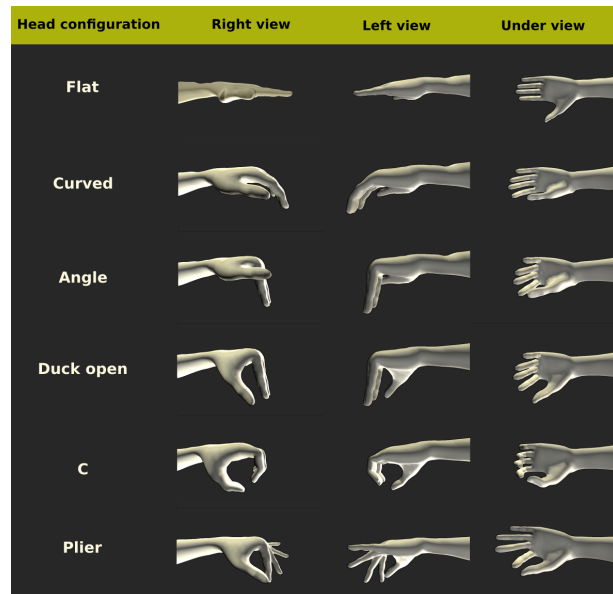 Head configuration Right view Left view Under view
Flat
Curved
Angle
Duck open
C
Plier